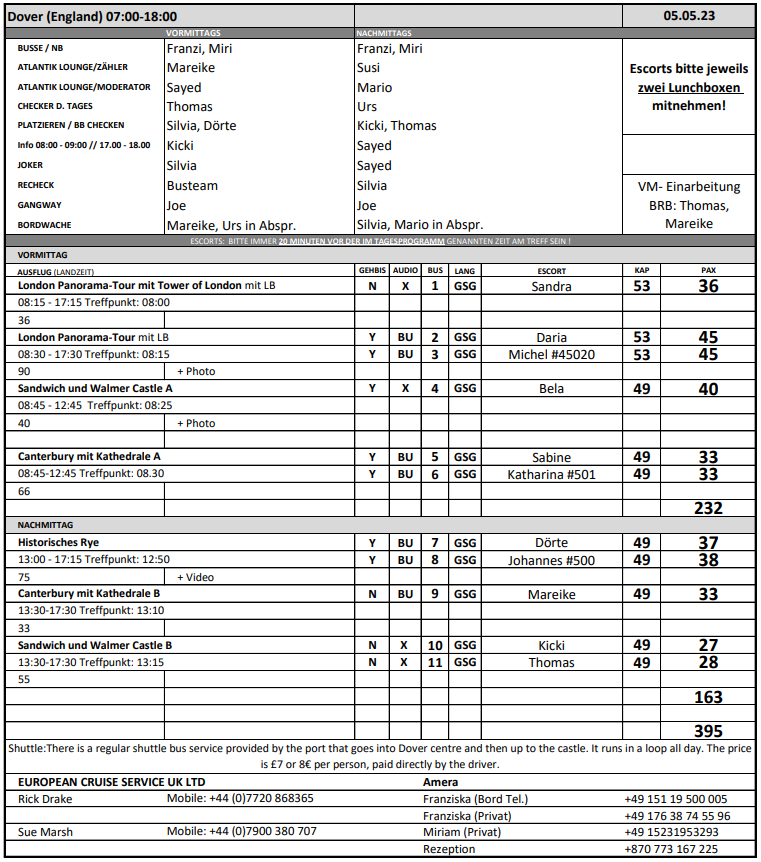 Dover (England) 07:00-18:00 05.05.23
VORMITTAGS NACHMITTAGS
BUSSE / NB Franzi, Miri Franzi, Miri
ATLANTIK LOUNGE/ZÄHLER Mareike Susi
ATLANTIK LOUNGE/MODERATOR Sayed Mario
CHECKER D. TAGES Thomas Urs
PLATZIEREN / BB CHECKEN Silvia, Dörte Kicki, Thomas
Info 08:00 - 09:00 // 17.00 - 18.00 Kicki Sayed
JOKER Silvia Sayed
RECHECK Busteam Silvia
GANGWAY Joe Joe
BORDWACHE Mareike, Urs in Abspr. Silvia, Mario in Abspr.
Escorts bitte jeweils
zwei Lunchboxen
mitnehmen!
VM- Einarbeitung
BRB: Thomas,
Mareike
ESCORTS: BITTE IMMER 20 MINUTEN VOR DER IM TAGESPROGRAMM GENANNTEN ZEIT AM TREFF SEIN !
VORMITTAG
AUSFLUG (LANDZEIT) GEHBIS AUDIO BUS LANG ESCORT KAP PAX
London Panorama-Tour mit Tower of London mit LB N X 1 GSG Sandra 53 36
08:15 - 17:15 Treffpunkt: 08:00
36
London Panorama-Tour mit LB Y BU 2 GSG Daria 53 45
08:30 - 17:30 Treffpunkt: 08:15 Y BU 3 GSG Michel #45020 53 45
90 + Photo
Sandwich und Walmer Castle A Y X 4 GSG Bela 49 40
08:45 - 12:45 Treffpunkt: 08:25
40 + Photo
Canterbury mit Kathedrale A Y BU 5 GSG Sabine 49 33
08:45-12:45 Treffpunkt: 08.30 Y BU 6 GSG Katharina #501 49 33
66
232
NACHMITTAG
Historisches Rye Y BU 7 GSG Dörte 49 37
13:00 - 17:15 Treffpunkt: 12:50 Y BU 8 GSG Johannes #500 49 38
75 + Video
Canterbury mit Kathedrale B N BU 9 GSG Mareike 49 33
13:30-17:30 Treffpunkt: 13:10
33
Sandwich und Walmer Castle B N X 10 GSG Kicki 49 27
13:30-17:30 Treffpunkt: 13:15 N X 11 GSG Thomas 49 28
55
163
395
Shuttle:There is a regular shuttle bus service provided by the port that goes into Dover centre and then up to the castle. It runs in a loop all day. The price
is £7 or 8€ per person, paid directly by the driver.
EUROPEAN CRUISE SERVICE UK LTD Amera
Rick Drake Mobile: +44 (0)7720 868365 Franziska (Bord Tel.) +49 151 19 500 005
Franziska (Privat) +49 176 38 74 55 96
Sue Marsh Mobile: +44 (0)7900 380 707 Miriam (Privat) +49 15231953293
Rezeption +870 773 167 225